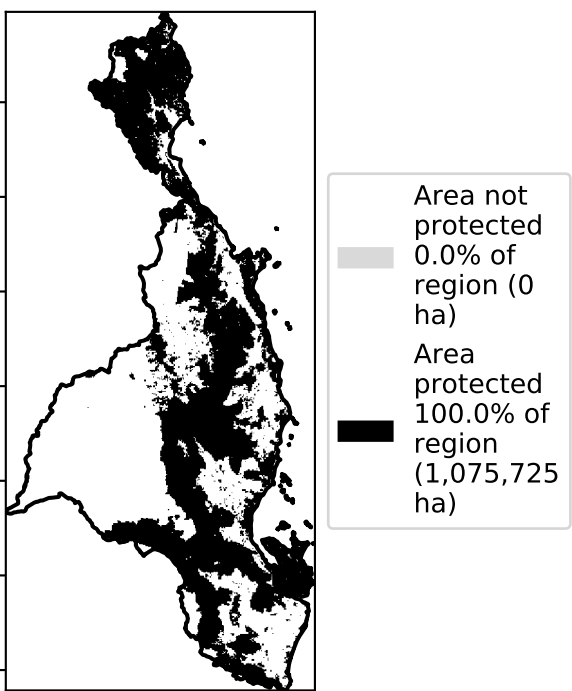 Area not
protected
0.0% of
region (0
ha)
Area
protected
100.0% of
region
(1,075,725
ha)